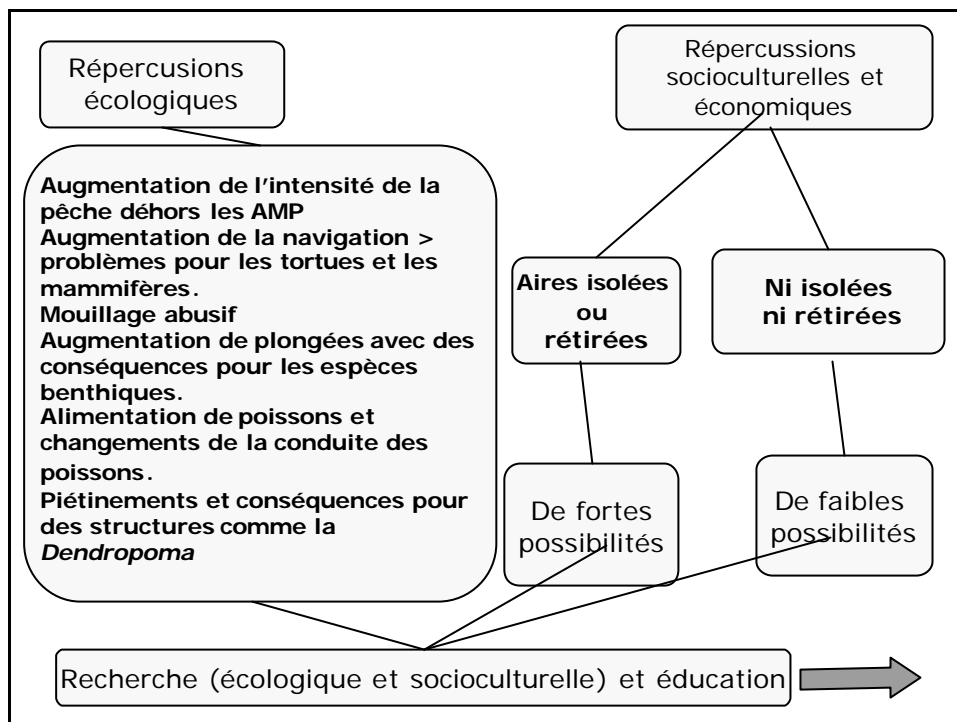 Répercusions
écologiques
Répercussions
socioculturelles et
économiques
Augmentation de l'intensité de la
pêche déhors les AMP
Augmentation de la navigation >
problèmes pour les tortues et les
mammifères.
Mouillage abusif
Augmentation de plongées avec des
conséquences pour les espèces
benthiques.
Alimentation de poissons et
changements de la conduite des
poissons.
Piétinements et conséquences pour
des structures comme la
Dendropoma
Aires isolées
ou
rétirées
Ni isolées
ni rétirées
De fortes
possibilités
De faibles
possibilités
Recherche (écologique et socioculturelle) et éducation